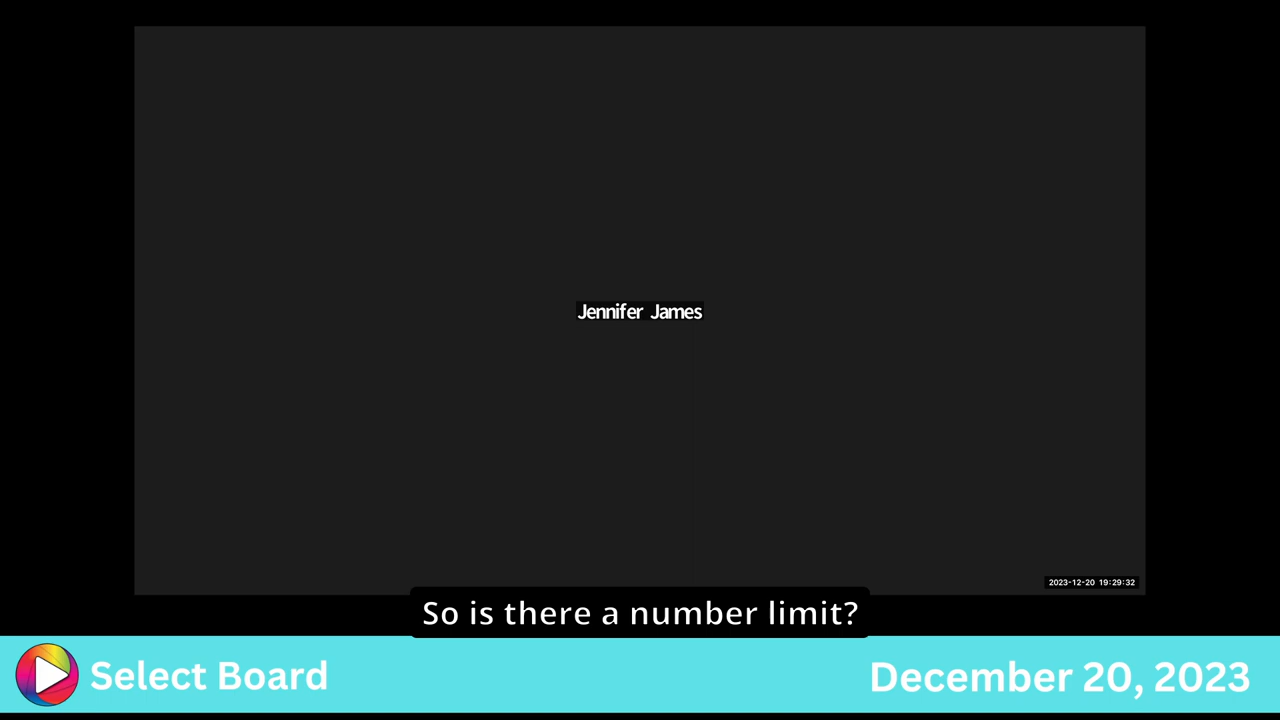 Jennifer James
2023-12-20 19:29:32
So is there a number limit?
Select Board
December 20, 2023